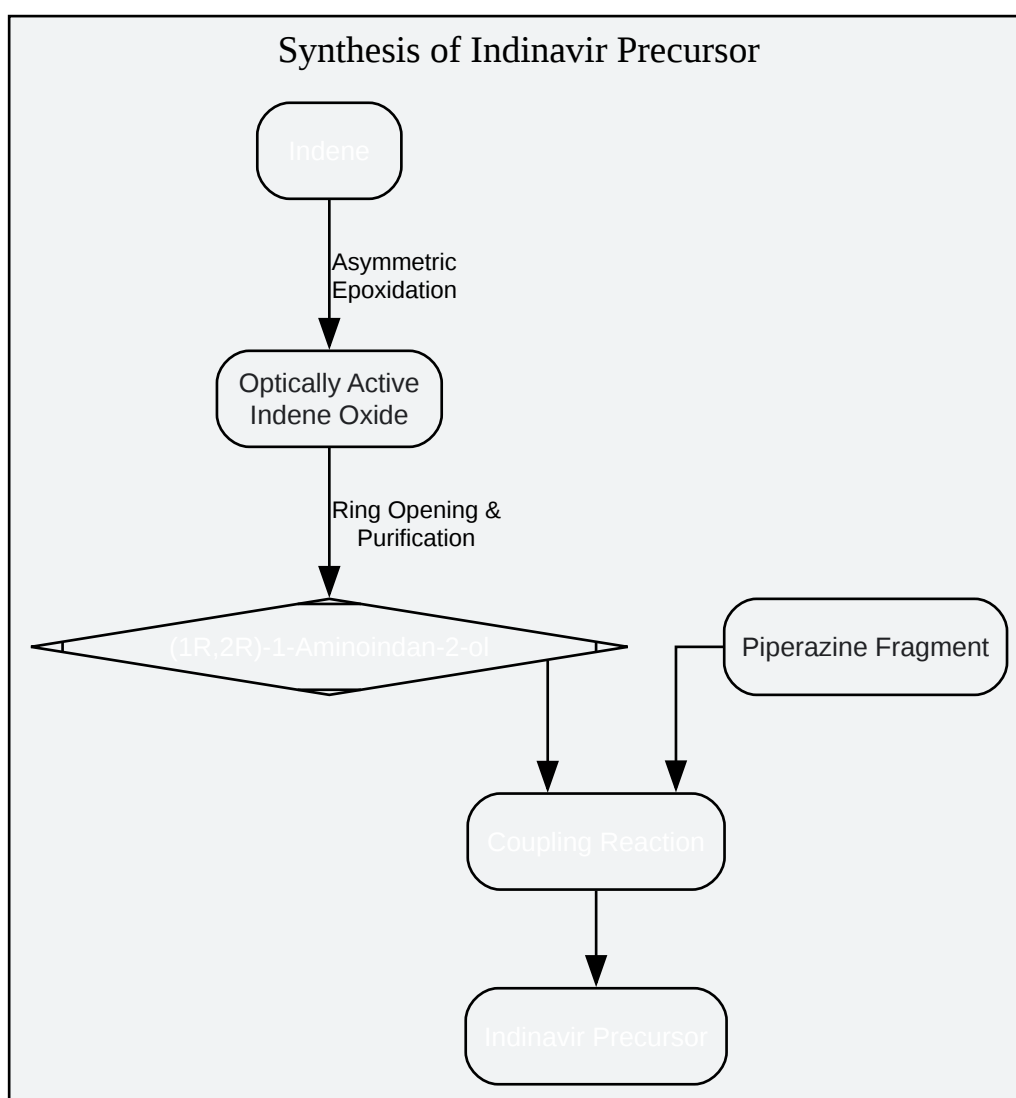 Synthesis of Indinavir Precursor
Indene
Asymmetric
Epoxidation
Optically Active
Indene Oxide
Ring Opening &
Purification
(1R,2R)-1-Aminoindan-2-ol
Piperazine Fragment
Coupling Reaction
Indinavir Precursor